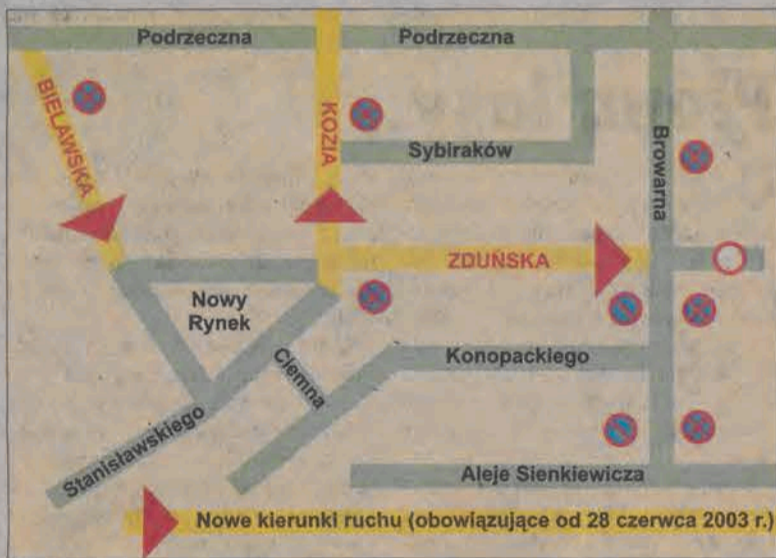 Podrzeczna
Podrzeczna
BIELAWSKA
KOZIA
Sybiraków
Browarna
ZDUŃSKA
Nowy
Rynek
Ciemna
Konopackiego
Stanisławskiego
Aleje Sienkiewicza
Nowe kierunki ruchu (obowiązujące od 28 czerwca 2003 r.)